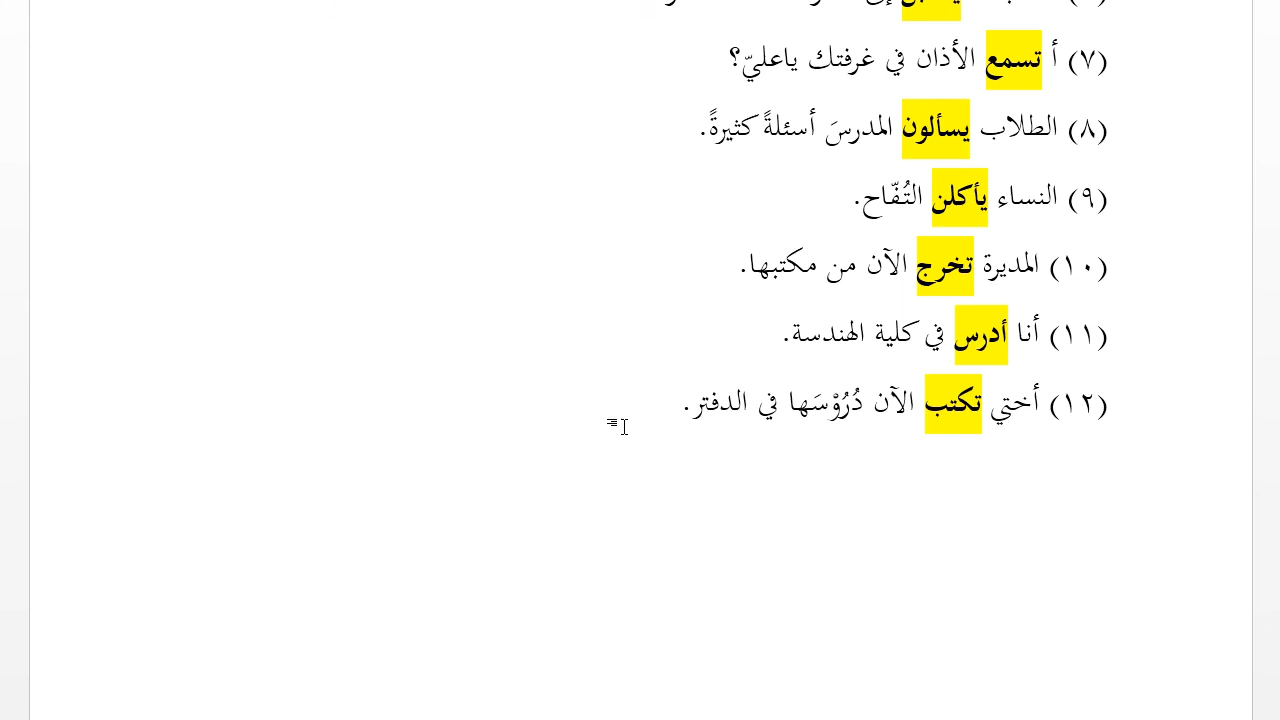 (٧) أ تسمع الأذان في غرفتك ياعليّ؟
(٨) الطلاب يسألون المدرسَ أسئلةً كثيرةً.
(٩) النساء يأكلن التُفّاح.
(١٠) المديرة تخرج الآن من مكتبها.
(١١) أنا أدرس في كلية الهندسة.
(١٢) أختي تكتب الآن دُرُوْسَها في الدفتر.